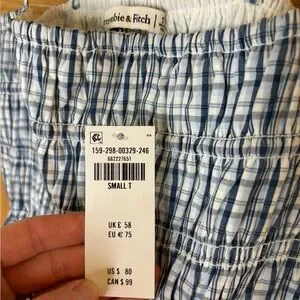 ombie & Fitch
159-298-00329-246
662227651
SMALL T
UK £ 58
EU € 75
US $ 80
CAN $ 99